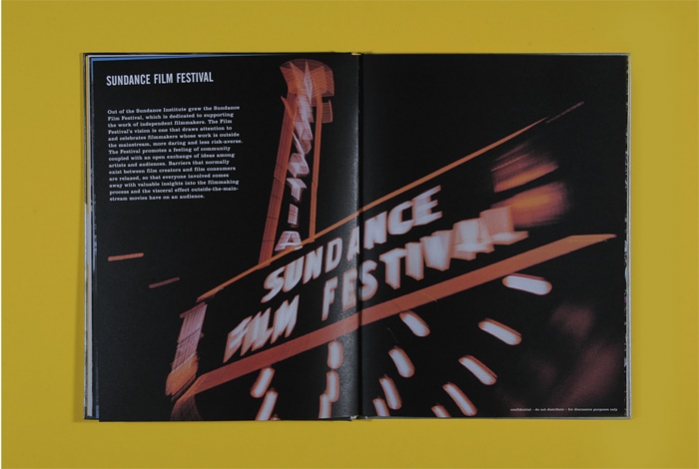 SUNDANCE FILM FESTIVAL
Out of the Sundance Institute grew the Sundance
Film Festival, which is dedicated to supporting
the work of independent filmmakers. The Film
Festival's vision is one that draws attention to
and celebrates filmmakers whose work is outside
the mainstream, more daring and less risk-averse.
The Festival promotes a feeling of community
coupled with an open exchange of ideas among
artists and audiences. Barriers that normally
exist between film creators and film consumers
are relaxed, so that everyone involved comes
away with valuable insights into the filmmaking
process and the visceral effect outside-the-main-
stream movies have on an audience.
SUNDANCE
FILM FESTIVAL
confidential - do not distribute - for discussion purposes only